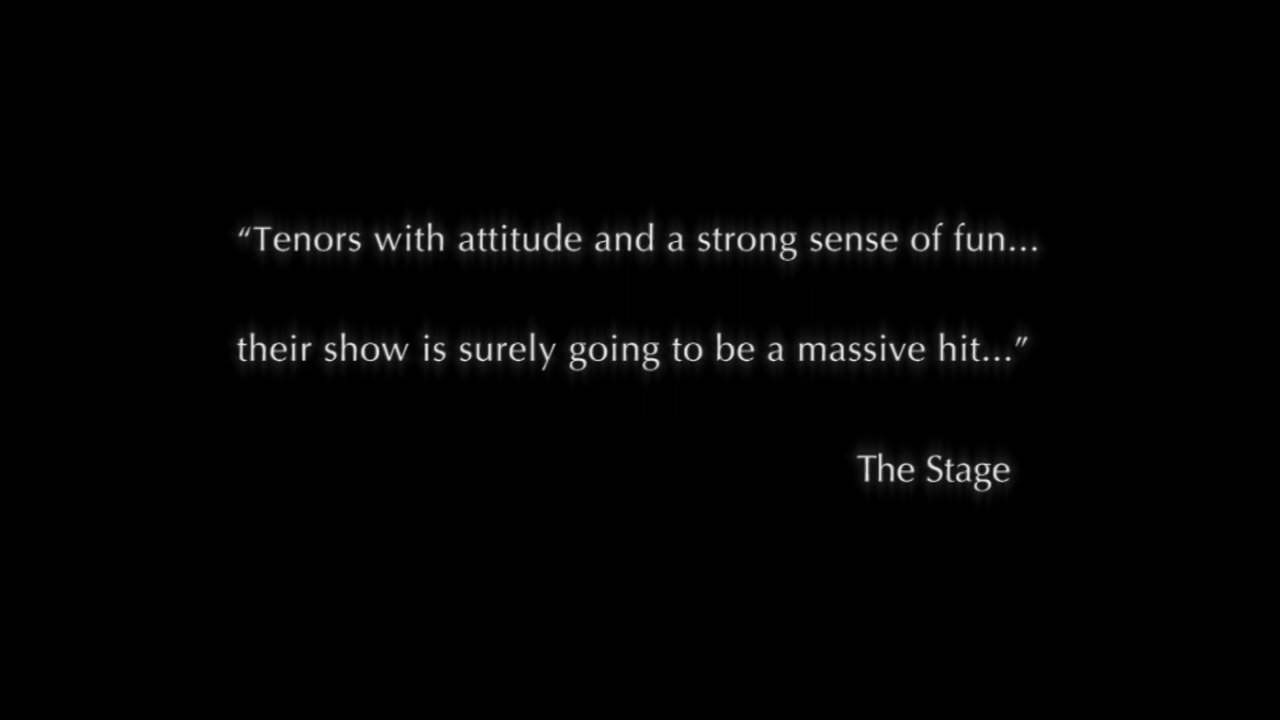 “Tenors with attitude and a strong sense of fun...
their show is surely going to be a massive hit...”
The Stage